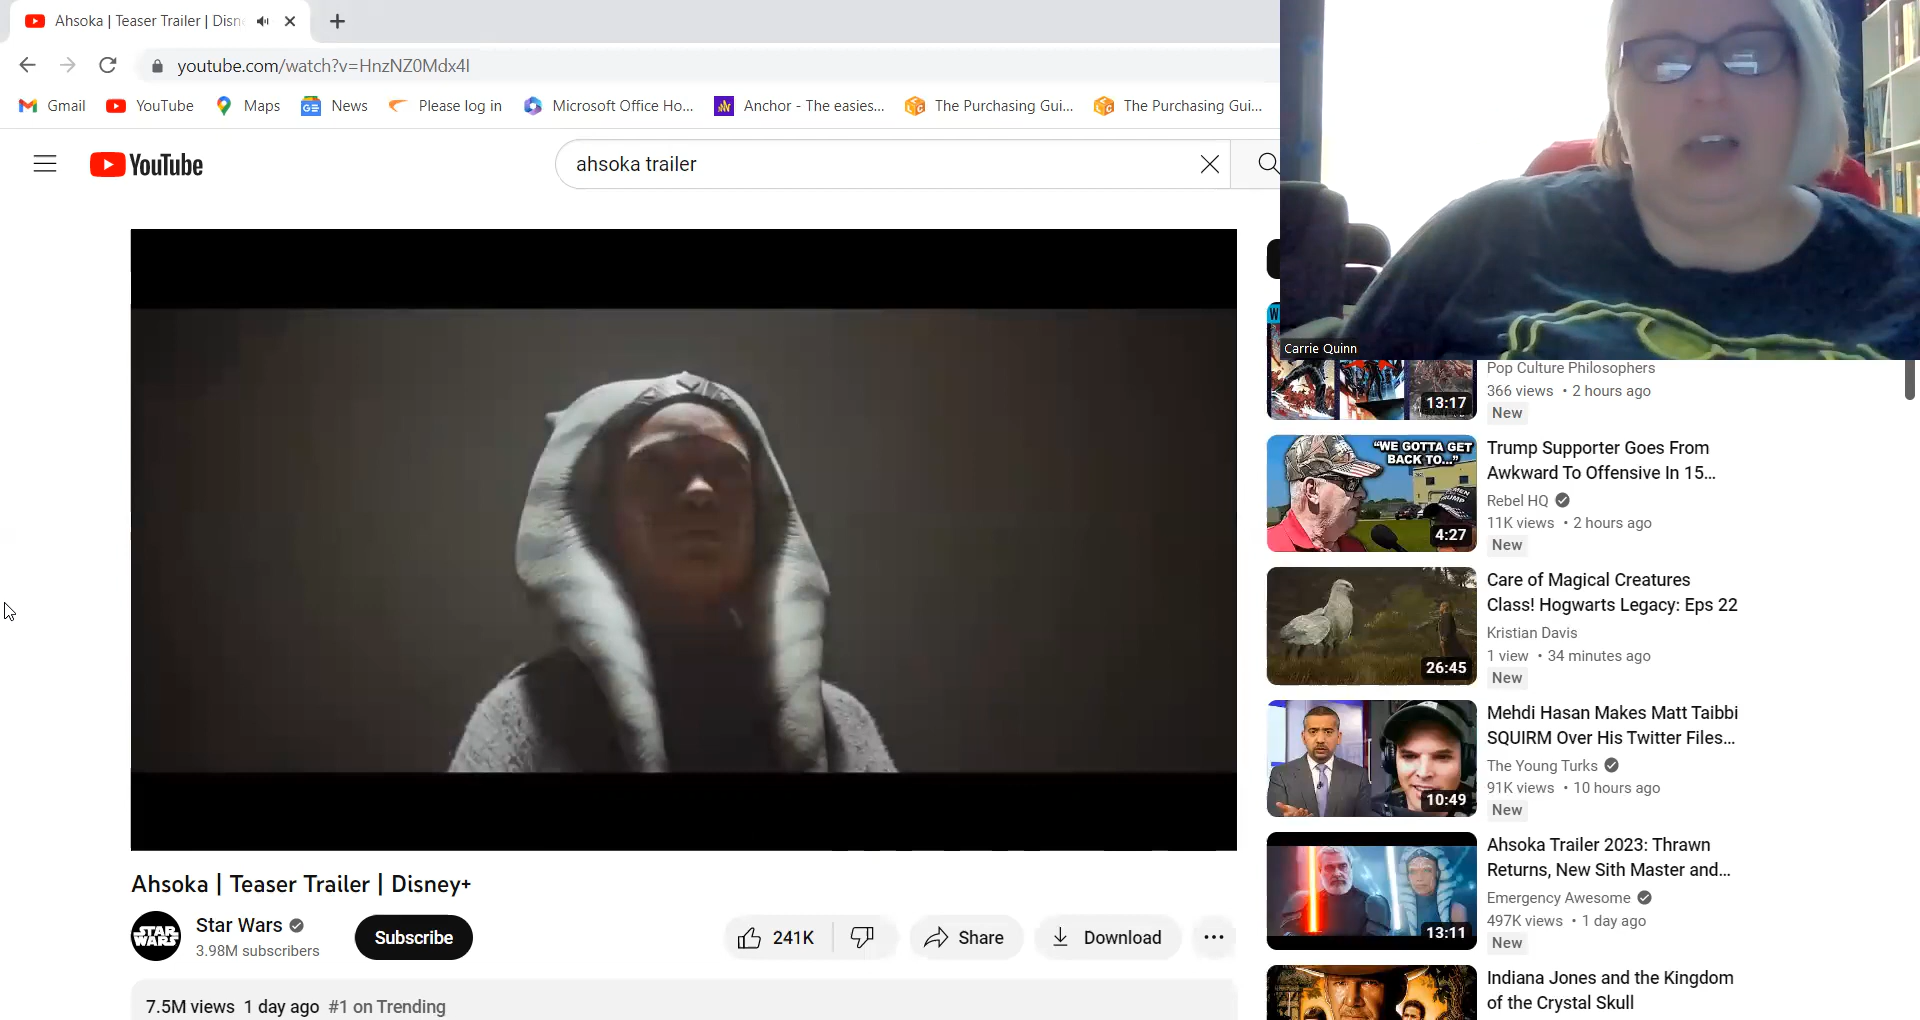 Ahsoka | Teaser Trailer | Disn
youtube.com/watch?v=HnzNZ0Mdx4I
Gmail
YouTube
Maps
News
Please log in
Microsoft Office Ho...
Anchor - The easies...
The Purchasing Gui...
The Purchasing Gui...
YouTube
ahsoka trailer
Carrie Quinn
Pop Culture Philosophers
366 views • 2 hours ago
New
13:17
"WE GOTTA GET
BACK TO..."
4:27
Trump Supporter Goes From
Awkward To Offensive In 15...
Rebel HQ
11K views • 2 hours ago
New
26:45
Care of Magical Creatures
Class! Hogwarts Legacy: Eps 22
Kristian Davis
1 view • 34 minutes ago
New
10:49
Mehdi Hasan Makes Matt Taibbi
SQUIRM Over His Twitter Files...
The Young Turks
91K views • 10 hours ago
New
13:11
Ahsoka Trailer 2023: Thrawn
Returns, New Sith Master and...
Emergency Awesome
497K views • 1 day ago
New
Indiana Jones and the Kingdom
of the Crystal Skull
Ahsoka | Teaser Trailer | Disney+
STAR
WARS
Star Wars
3.98M subscribers
Subscribe
241K
Share
Download
7.5M views 1 day ago #1 on Trending